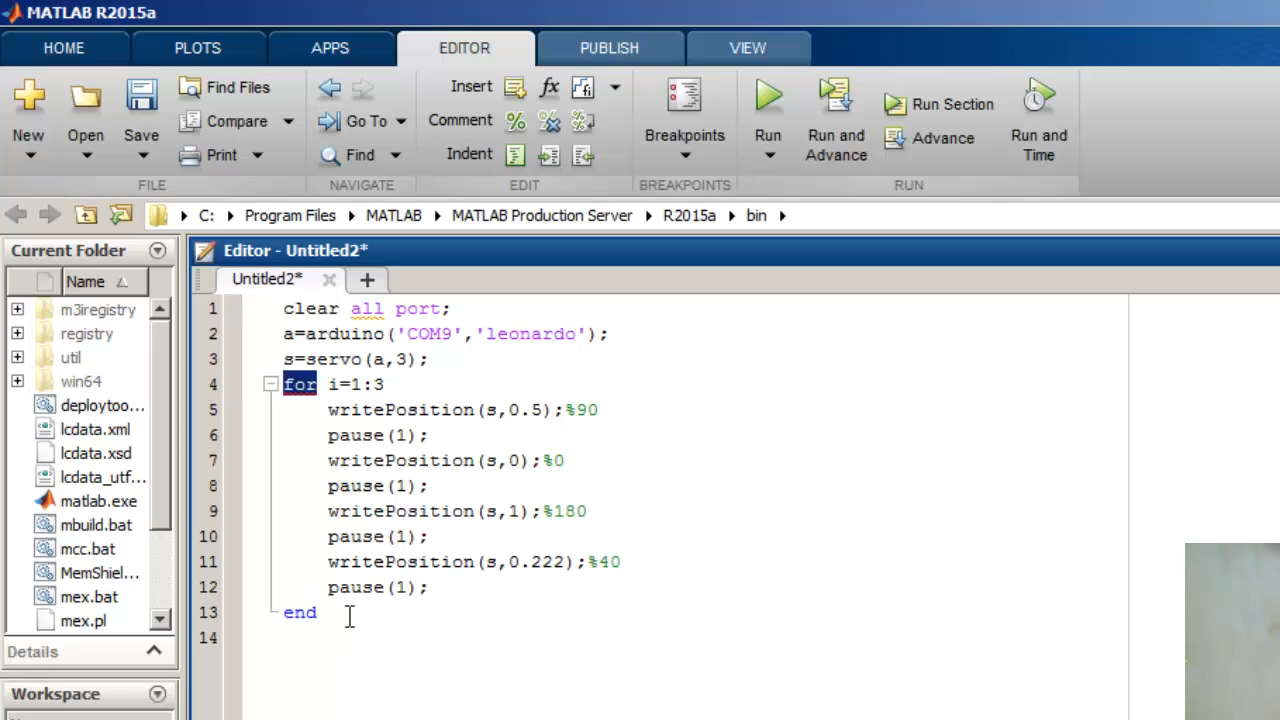 MATLAB R2015a
HOME PLOTS APPS EDITOR PUBLISH VIEW
New Open Save Find Files Compare Print
Go To Find
Insert fx
Comment
Indent
Breakpoints
Run Run and Advance Run Section Advance Run and Time
FILE NAVIGATE EDIT BREAKPOINTS RUN
C: Program Files MATLAB MATLAB Production Server R2015a bin
Current Folder
Name
m3iregistry
registry
util
win64
deploytoo...
lcdata.xml
lcdata.xsd
lcdata_utf...
matlab.exe
mbuild.bat
mcc.bat
MemShiel...
mex.bat
mex.pl
Details
Workspace
Editor - Untitled2*
Untitled2*
1 clear all port;
2 a=arduino('COM9','leonardo');
3 s=servo(a,3);
4 for i=1:3
5 writePosition(s,0.5);%90
6 pause(1);
7 writePosition(s,0);%0
8 pause(1);
9 writePosition(s,1);%180
10 pause(1);
11 writePosition(s,0.222);%40
12 pause(1);
13 end
14